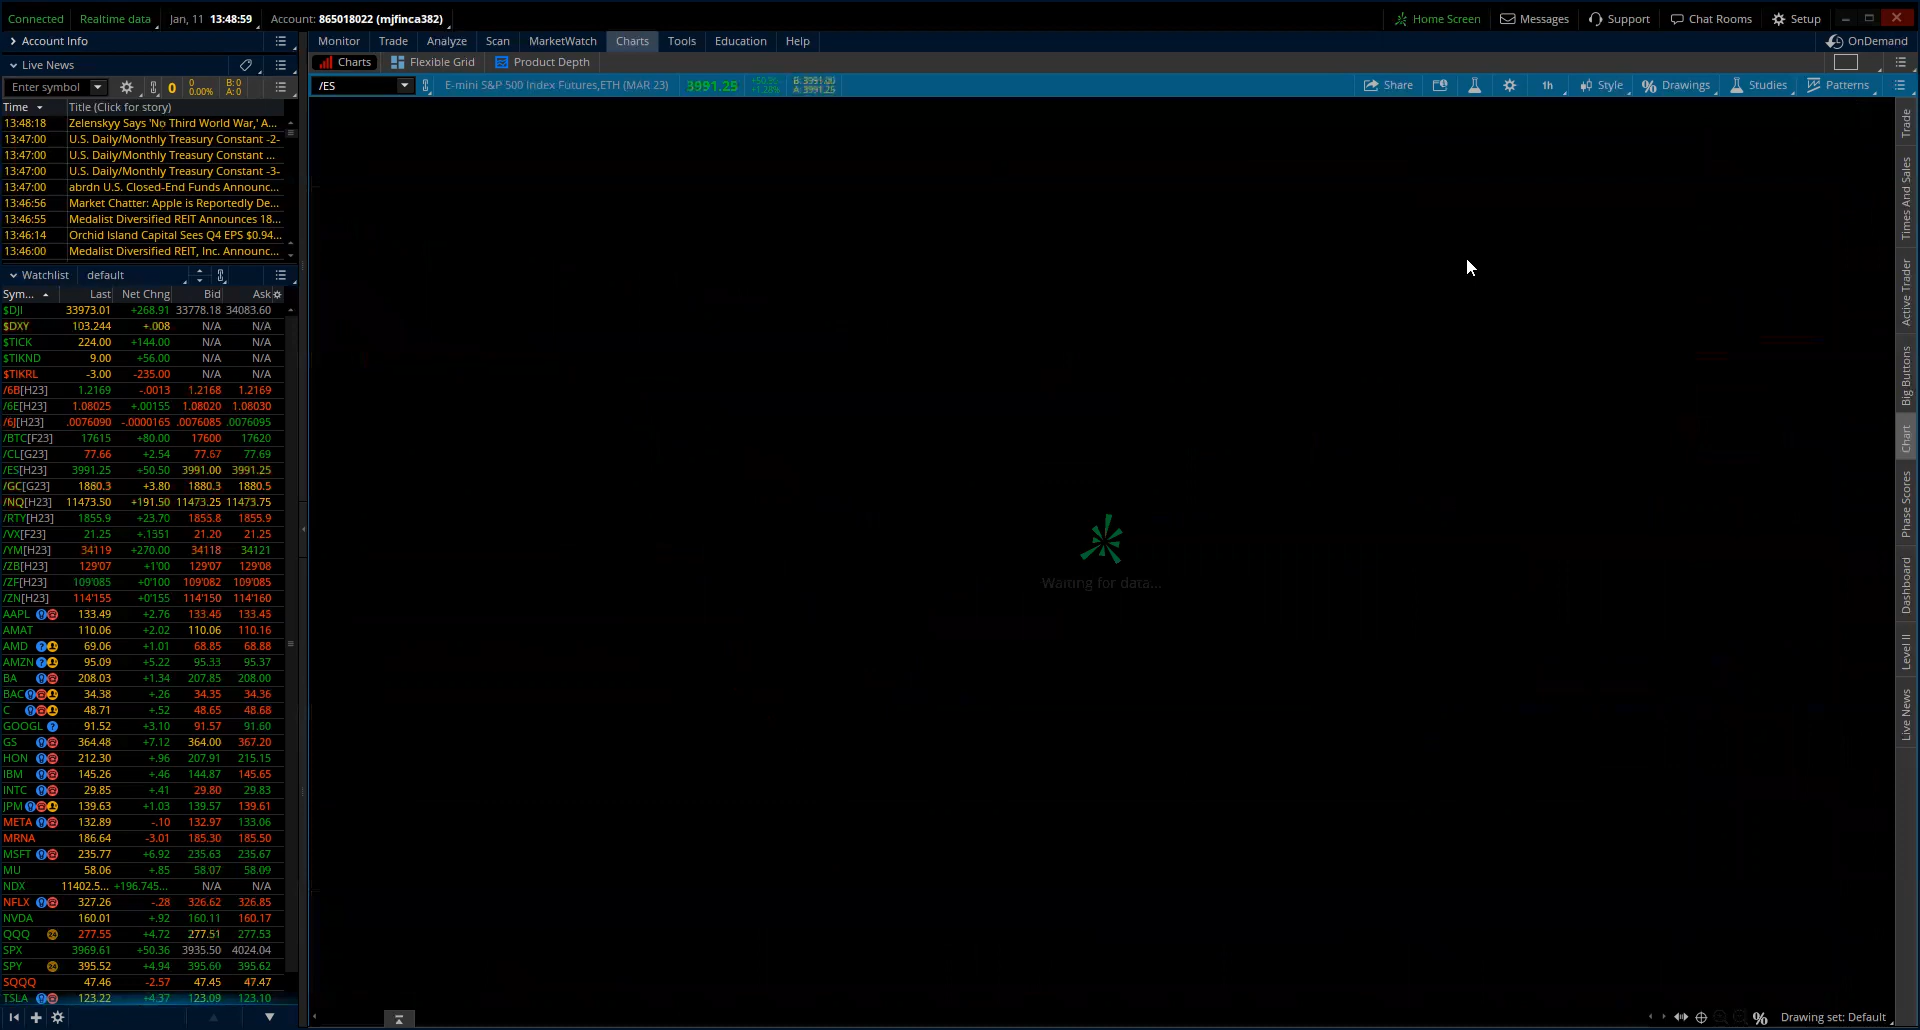 Connected Realtime data Jan, 11 13:48:59 Account: 865018022 (mjfinca382) Home Screen Messages Support Chat Rooms Setup
Account Info Monitor Trade Analyze Scan MarketWatch Charts Tools Education Help OnDemand
Live News Charts Flexible Grid Product Depth
Enter symbol 0 0 0.00% B: 0 A: 0 /ES E-mini S&P 500 Index Futures,ETH (MAR 23) 3991.25 +50.50 +1.28% A: 3991.25 Share 1h Style Drawings Studies Patterns
Time Title (Click for story)
13:48:18 Zelenskyy Says 'No Third World War,' A...
13:47:00 U.S. Daily/Monthly Treasury Constant -2-
13:47:00 U.S. Daily/Monthly Treasury Constant ...
13:47:00 U.S. Daily/Monthly Treasury Constant -3-
13:47:00 abrdn U.S. Closed-End Funds Announc...
13:46:56 Market Chatter: Apple is Reportedly De...
13:46:55 Medalist Diversified REIT Announces 18...
13:46:14 Orchid Island Capital Sees Q4 EPS $0.94...
13:46:00 Medalist Diversified REIT, Inc. Announc...
Watchlist default
Sym... Last Net Chng Bid Ask
$DJI 33973.01 +268.91 33778.18 34083.60
$DXY 103.244 +.008 N/A N/A
$TICK 224.00 +144.00 N/A N/A
$TIKND 9.00 +56.00 N/A N/A
$TIKRL -3.00 -235.00 N/A N/A
/6B[H23] 1.2169 -.0013 1.2168 1.2169
/6E[H23] 1.08025 +.00155 1.08020 1.08030
/6J[H23] .0076090 -.0000165 .0076085 .0076095
/BTC[F23] 17615 +80.00 17600 17620
/CL[G23] 77.66 +2.54 77.67 77.69
/ES[H23] 3991.25 +50.50 3991.00 3991.25
/GC[G23] 1880.3 +3.80 1880.3 1880.5
/NQ[H23] 11473.50 +191.50 11473.25 11473.75
/RTY[H23] 1855.9 +23.70 1855.8 1855.9
/VX[F23] 21.25 +.1351 21.20 21.25
/YM[H23] 34119 +270.00 34118 34121
/ZB[H23] 129'07 +1'00 129'07 129'08
/ZF[H23] 109'085 +0'100 109'082 109'085
/ZN[H23] 114'155 +0'155 114'150 114'160
AAPL 133.49 +2.76 133.45
AMAT 110.06 +2.02 110.06 110.16
AMD 69.06 +1.01 68.85 68.88
AMZN 95.09 +5.22 95.33 95.37
BA 208.03 +1.34 207.85 208.00
BAC 34.38 +.26 34.35 34.36
C 48.71 +.52 48.65 48.68
GOOGL 91.52 +3.10 91.57 91.60
GS 364.48 +7.12 364.00 367.20
HON 212.30 +.96 207.91 215.15
IBM 145.26 +.46 144.87 145.65
INTC 29.85 +.41 29.80 29.83
JPM 139.63 +1.03 139.57 139.61
META 132.89 -.10 132.97 133.06
MRNA 186.64 -3.01 185.30 185.50
MSFT 235.77 +6.92 235.63 235.67
MU 58.06 +.85 58.07 58.09
NDX 11402.5... +196.745... N/A N/A
NFLX 327.26 -.28 326.62 326.85
NVDA 160.01 +.92 160.11 160.17
QQQ 24 277.55 +4.72 277.51 277.53
SPX 3969.61 +50.36 3935.50 4024.04
SPY 24 395.52 +4.94 395.60 395.62
SQQQ 47.46 -2.57 47.45 47.47
TSLA 123.22 +4.37 123.09 123.10
Waiting for data...
Trade
Times And Sales
Active Trader
Big Buttons
Chart
Phase Scores
Dashboard
Level II
Live News
Drawing set: Default